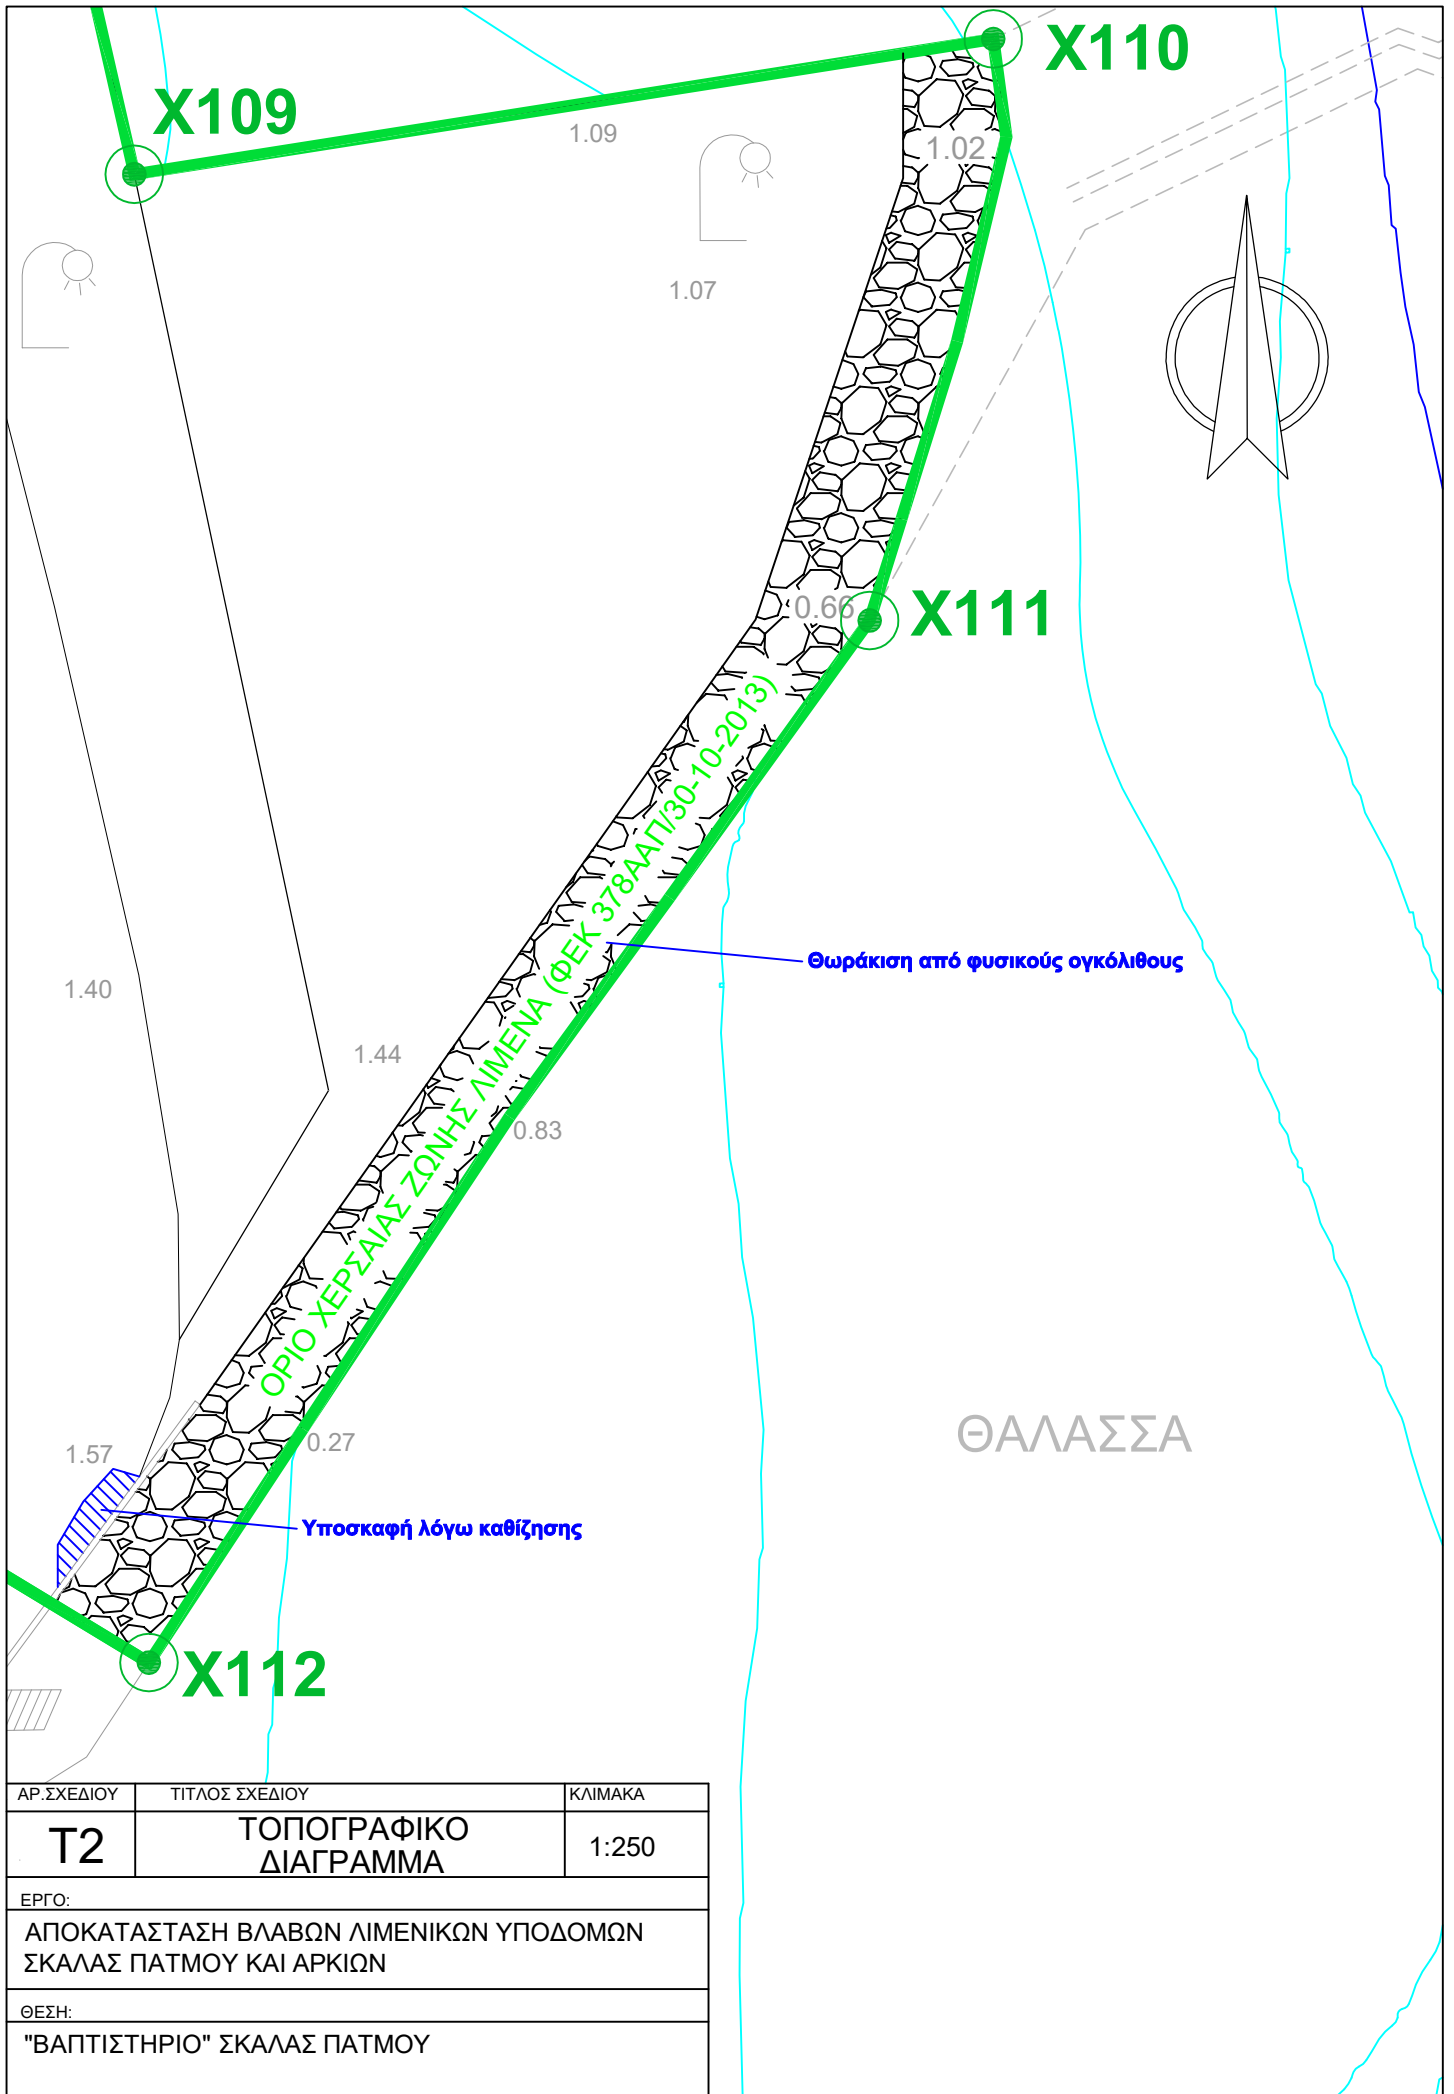 X110
X109
1.09
1.02
1.07
0.66
X111
ΟΡΙΟ ΧΕΡΣΑΙΑΣ ΖΩΝΗΣ ΛΙΜΕΝΑ (ΦΕΚ 378ΑΑΠ/30-10-2013)
Θωράκιση από φυσικούς ογκόλιθους
1.40
1.44
0.83
ΘΑΛΑΣΣΑ
0.27
1.57
Υποσκαφή λόγω καθίζησης
X112
ΑΡ.ΣΧΕΔΙΟΥ
ΤΙΤΛΟΣ ΣΧΕΔΙΟΥ
ΚΛΙΜΑΚΑ
T2
ΤΟΠΟΓΡΑΦΙΚΟ
ΔΙΑΓΡΑΜΜΑ
1:250
ΕΡΓΟ:
ΑΠΟΚΑΤΑΣΤΑΣΗ ΒΛΑΒΩΝ ΛΙΜΕΝΙΚΩΝ ΥΠΟΔΟΜΩΝ
ΣΚΑΛΑΣ ΠΑΤΜΟΥ ΚΑΙ ΑΡΚΙΩΝ
ΘΕΣΗ:
"ΒΑΠΤΙΣΤΗΡΙΟ" ΣΚΑΛΑΣ ΠΑΤΜΟΥ